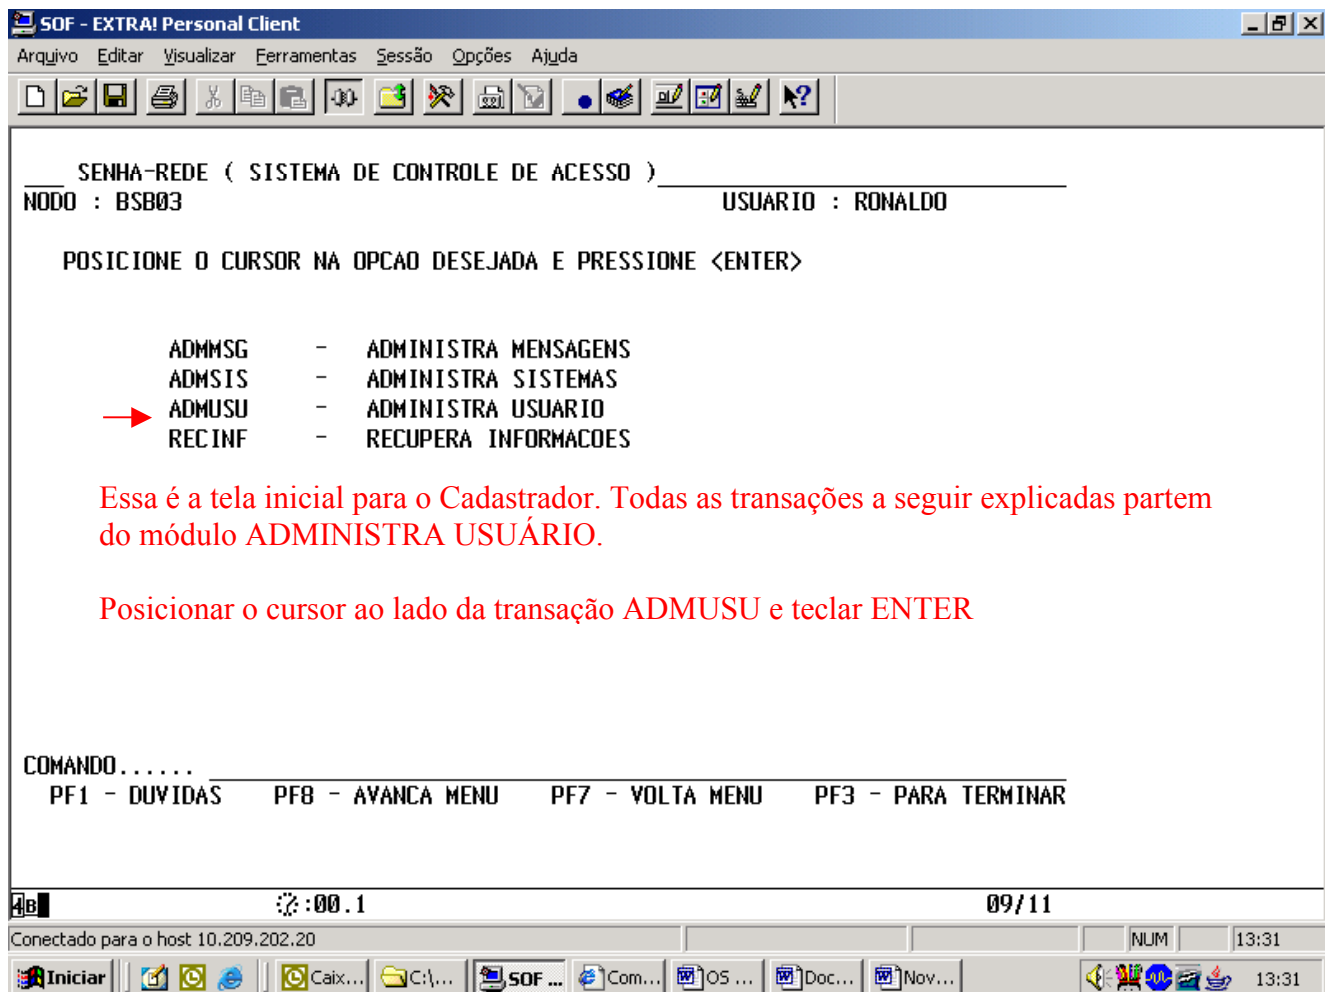 SOF - EXTRA! Personal Client
Arquivo Editar Visualizar Ferramentas Sessão Opções Ajuda
SENHA-REDE ( SISTEMA DE CONTROLE DE ACESSO )
NODO : BSB03 USUARIO : RONALDO
POSICIONE O CURSOR NA OPCAO DESEJADA E PRESSIONE <ENTER>
ADMMSG - ADMINISTRA MENSAGENS
ADMSIS - ADMINISTRA SISTEMAS
ADMUSU - ADMINISTRA USUARIO
RECINF - RECUPERA INFORMACOES
Essa é a tela inicial para o Cadastrador. Todas as transações a seguir explicadas partem
do módulo ADMINISTRA USUÁRIO.
Posicionar o cursor ao lado da transação ADMUSU e teclar ENTER
COMANDO......
PF1 - DUVIDAS PF8 - AVANCA MENU PF7 - VOLTA MENU PF3 - PARA TERMINAR
4B :00.1 09/11
Conectado para o host 10.209.202.20 NUM 13:31
Iniciar Caix... C:\... SOF ... Com... OS ... Doc... Nov... 13:31